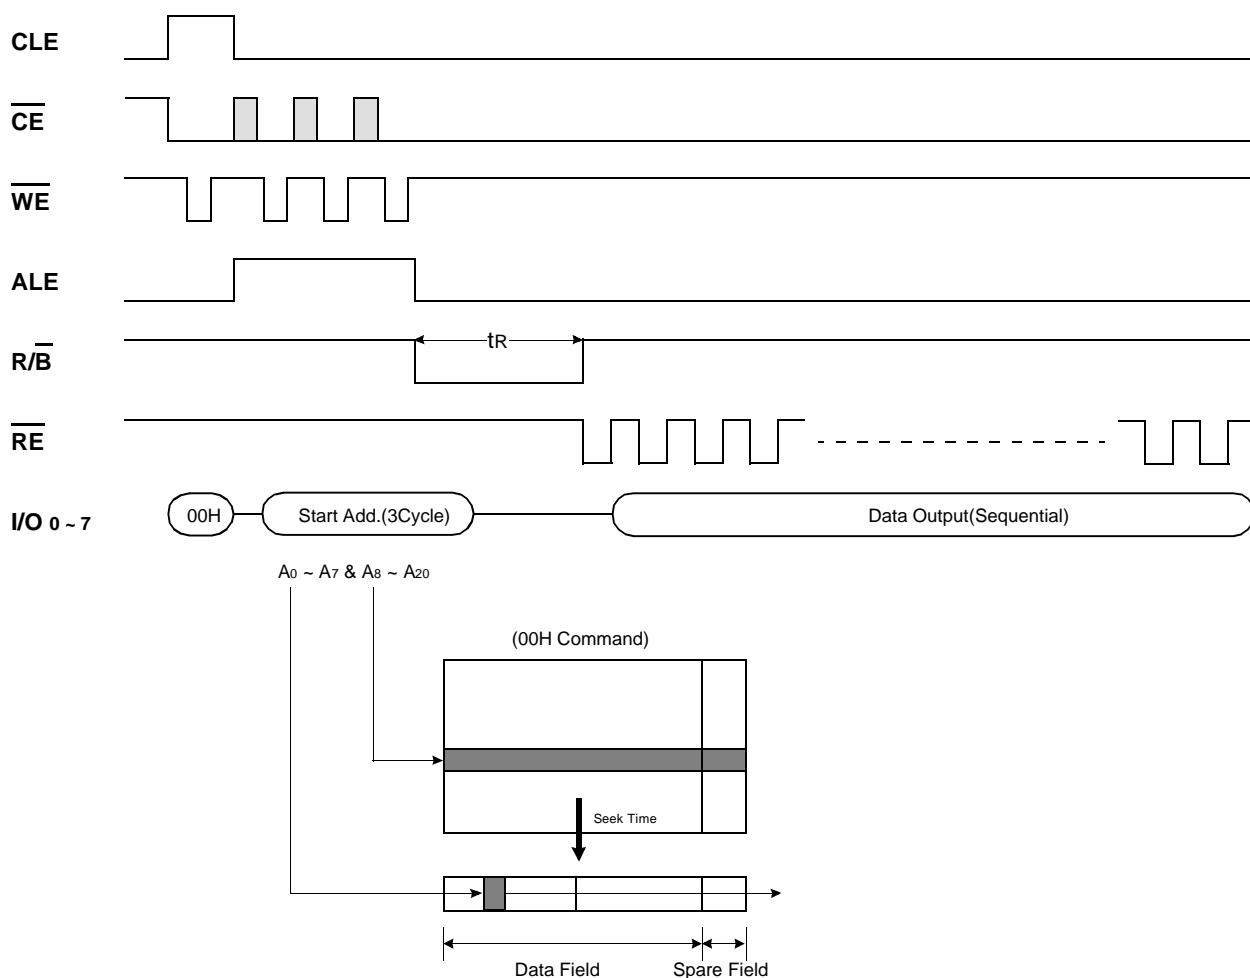 CLE
CE
WE
ALE
R/B
tR
RE
I/O 0 ~ 7
00H
Start Add.(3Cycle)
Data Output(Sequential)
A0 ~ A7 & A8 ~ A20
(00H Command)
Seek Time
Data Field
Spare Field